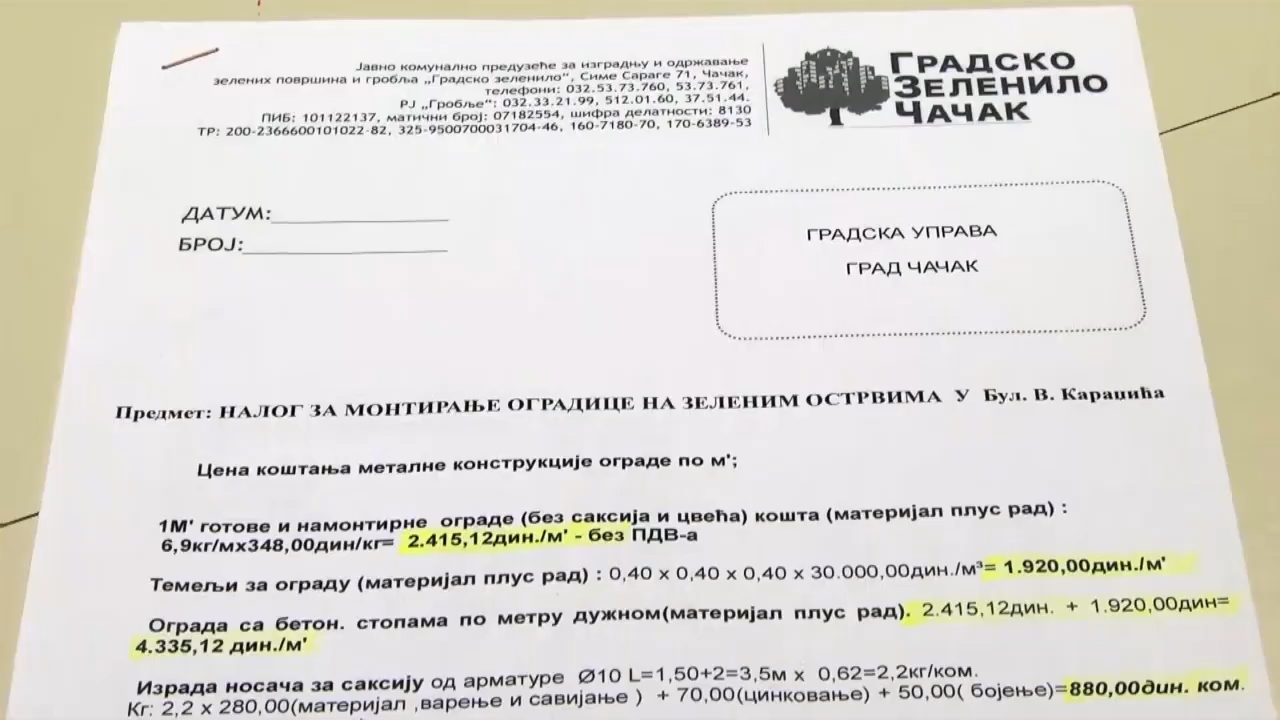 Јавно комунално предузеће за изградњу и одржавање
зелених површина и гробља „Градско зеленило“, Симе Сараге 71, Чачак,
телефони: 032.53.73.760, 53.73.761,
РЈ „Гробље“: 032.33.21.99, 512.01.60, 37.51.44.
ПИБ: 101122137, матични број: 07182554, шифра делатности: 8130
ТР: 200-2366600101022-82, 325-9500700031704-46, 160-7180-70, 170-6389-53
ГРАДСКО
ЗЕЛЕНИЛО
ЧАЧАК
ДАТУМ:
БРОЈ:
ГРАДСКА УПРАВА
ГРАД ЧАЧАК
Предмет: НАЛОГ ЗА МОНТИРАЊЕ ОГРАДИЦЕ НА ЗЕЛЕНИМ ОСТРВИМА У Бул. В. Караџића
Цена коштања металне конструкције ограде по м';
1М' готове и намонтирне ограде (без саксија и цвећа) кошта (материјал плус рад) :
6,9кг/мх348,00дин/кг= 2.415,12дин./м' - без ПДВ-а
Темељи за ограду (материјал плус рад) : 0,40 х 0,40 х 0,40 х 30.000,00дин./м³= 1.920,00дин./м'
Ограда са бетон. стопама по метру дужном(материјал плус рад). 2.415,12дин. + 1.920,00дин=
4.335,12 дин./м'
Израда носача за саксију од арматуре Ø10 L=1,50+2=3,5м х 0,62=2,2кг/ком.
Кг: 2,2 х 280,00(материјал ,варење и савијање ) + 70,00(цинковање) + 50,00( бојење)=880,00дин. ком.